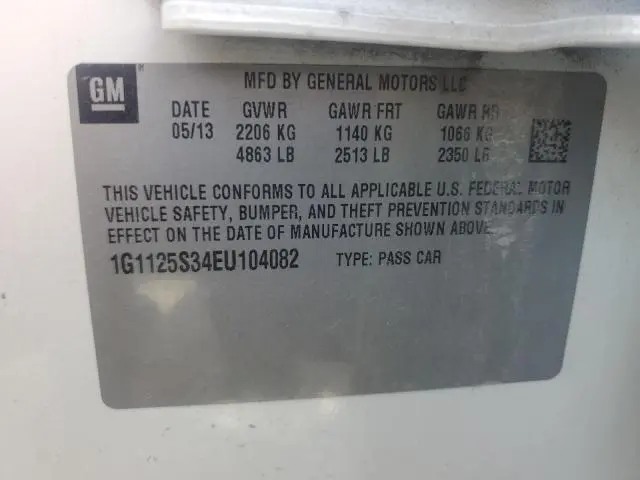 GM
MFD BY GENERAL MOTORS LLC
DATE GVWR GAWR FRT GAWR RR
05/13 2206 KG 1140 KG 1066 KG
4863 LB 2513 LB 2350 LB
THIS VEHICLE CONFORMS TO ALL APPLICABLE U.S. FEDERAL MOTOR
VEHICLE SAFETY, BUMPER, AND THEFT PREVENTION STANDARDS IN
EFFECT ON THE DATE OF MANUFACTURE SHOWN ABOVE.
1G1125S34EU104082 TYPE: PASS CAR